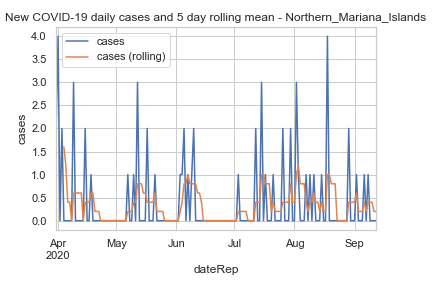 New COVID-19 daily cases and 5 day rolling mean - Northern_Mariana_Islands
cases
cases (rolling)
4.0
3.5
3.0
2.5
2.0
1.5
1.0
0.5
0.0
cases
Apr May Jun Jul Aug Sep
2020
dateRep